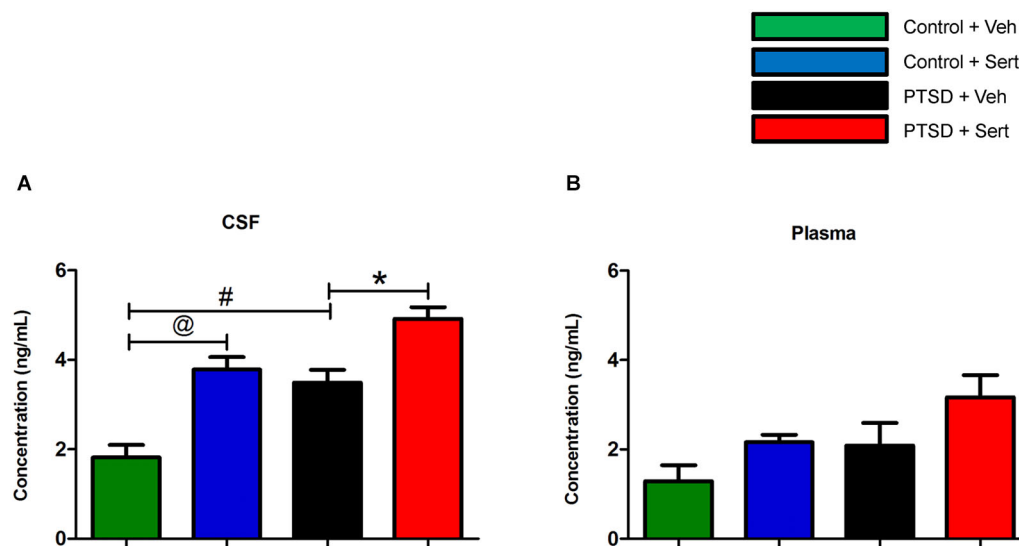 Control + Veh
Control + Sert
PTSD + Veh
PTSD + Sert
A
CSF
Concentration (ng/mL)
6
4
2
0
@
#
*
B
Plasma
Concentration (ng/mL)
6
4
2
0